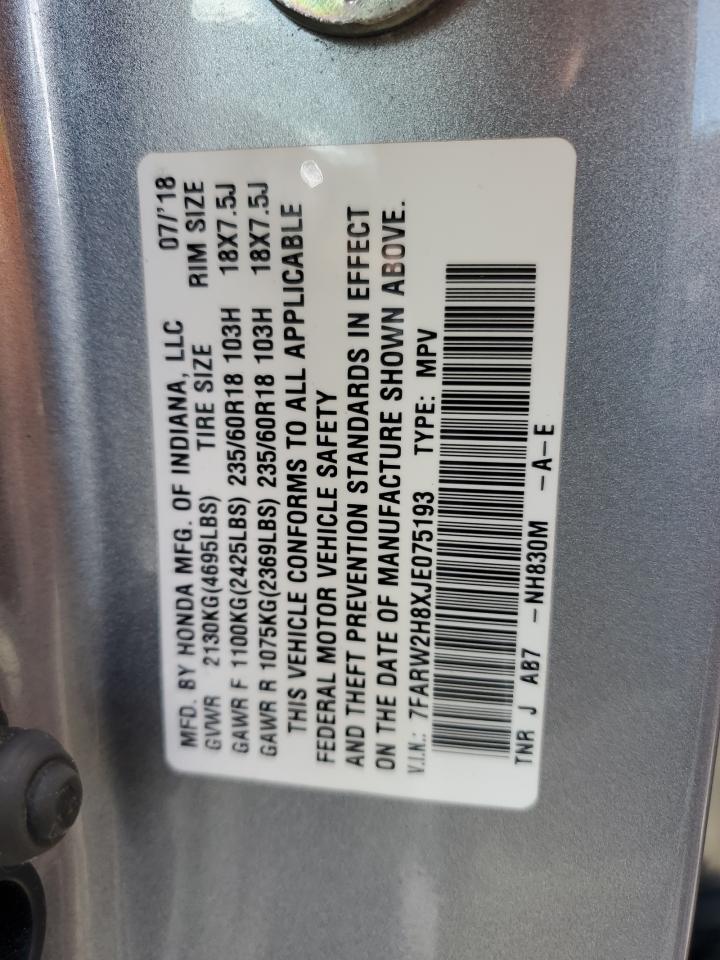 MFD. BY HONDA MFG. OF INDIANA, LLC 07/'18
GVWR 2130KG(4695LBS) TIRE SIZE RIM SIZE
GAWR F 1100KG(2425LBS) 235/60R18 103H 18X7.5J
GAWR R 1075KG(2369LBS) 235/60R18 103H 18X7.5J
THIS VEHICLE CONFORMS TO ALL APPLICABLE
FEDERAL MOTOR VEHICLE SAFETY
AND THEFT PREVENTION STANDARDS IN EFFECT
ON THE DATE OF MANUFACTURE SHOWN ABOVE.
V.I.N.: 7FARW2H8XJE075193 TYPE: MPV
TNR J AB7 -NH830M -A-E